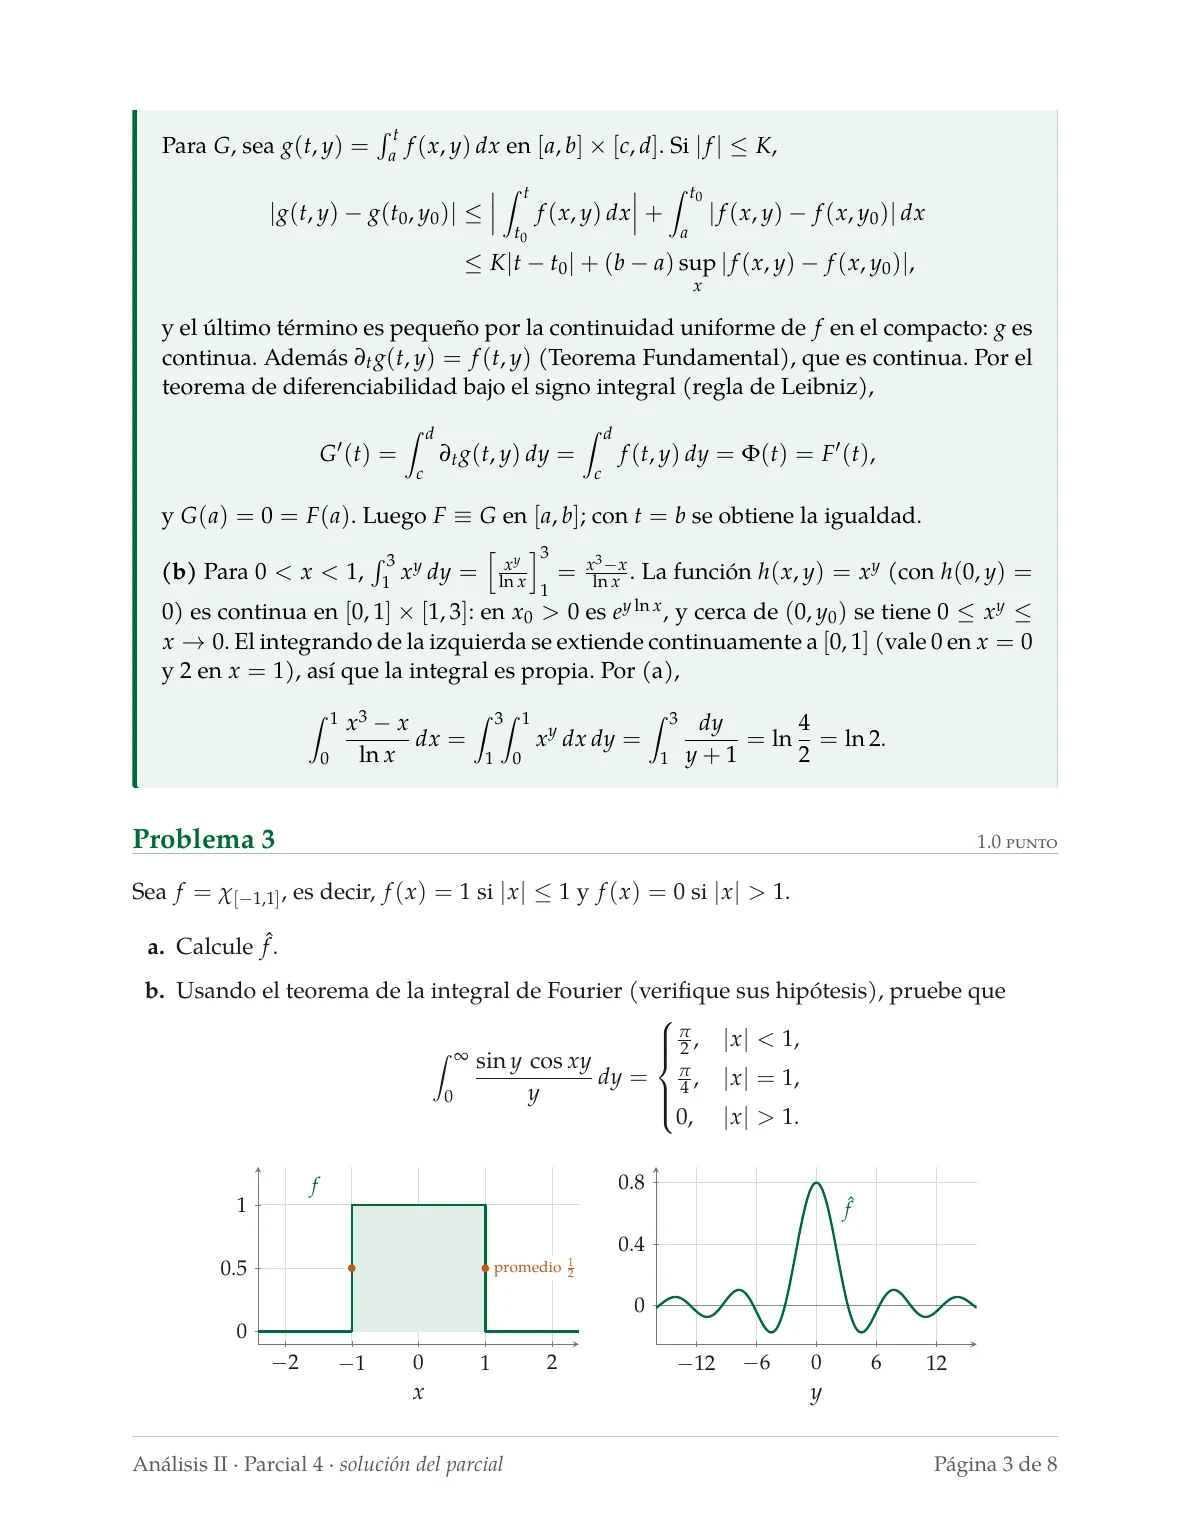 Para G, sea g(t, y) = ∫_a^t f(x, y) dx en [a, b] × [c, d]. Si |f| ≤ K,
|g(t, y) − g(t₀, y₀)| ≤ |∫_{t₀}^t f(x, y) dx| + ∫_a^{t₀} |f(x, y) − f(x, y₀)| dx
≤ K|t − t₀| + (b − a) sup_x |f(x, y) − f(x, y₀)|,
y el último término es pequeño por la continuidad uniforme de f en el compacto: g es
continua. Además ∂ₜg(t, y) = f(t, y) (Teorema Fundamental), que es continua. Por el
teorema de diferenciabilidad bajo el signo integral (regla de Leibniz),
G′(t) = ∫_c^d ∂ₜg(t, y) dy = ∫_c^d f(t, y) dy = Φ(t) = F′(t),
y G(a) = 0 = F(a). Luego F ≡ G en [a, b]; con t = b se obtiene la igualdad.
(b) Para 0 < x < 1, ∫_1^3 x^y dy = [x^y / ln x]_1^3 = (x³−x)/(ln x). La función h(x, y) = x^y (con h(0, y) =
0) es continua en [0, 1] × [1, 3]: en x₀ > 0 es e^{y ln x}, y cerca de (0, y₀) se tiene 0 ≤ x^y ≤
x → 0. El integrando de la izquierda se extiende continuamente a [0, 1] (vale 0 en x = 0
y 2 en x = 1), así que la integral es propia. Por (a),
∫_0^1 (x³ − x)/(ln x) dx = ∫_1^3 ∫_0^1 x^y dx dy = ∫_1^3 dy/(y + 1) = ln 4/2 = ln 2.
Problema 3 1.0 PUNTO
Sea f = χ_{[−1,1]}, es decir, f(x) = 1 si |x| ≤ 1 y f(x) = 0 si |x| > 1.
a. Calcule f̂.
b. Usando el teorema de la integral de Fourier (verifique sus hipótesis), pruebe que
∫_0^∞ (sin y cos xy)/y dy = { π/2, |x| < 1,
π/4, |x| = 1,
0, |x| > 1.
f
1
0.5
0
promedio 1/2
−2 −1 0 1 2
x
f̂
0.8
0.4
0
−12 −6 0 6 12
y
Análisis II · Parcial 4 · solución del parcial Página 3 de 8